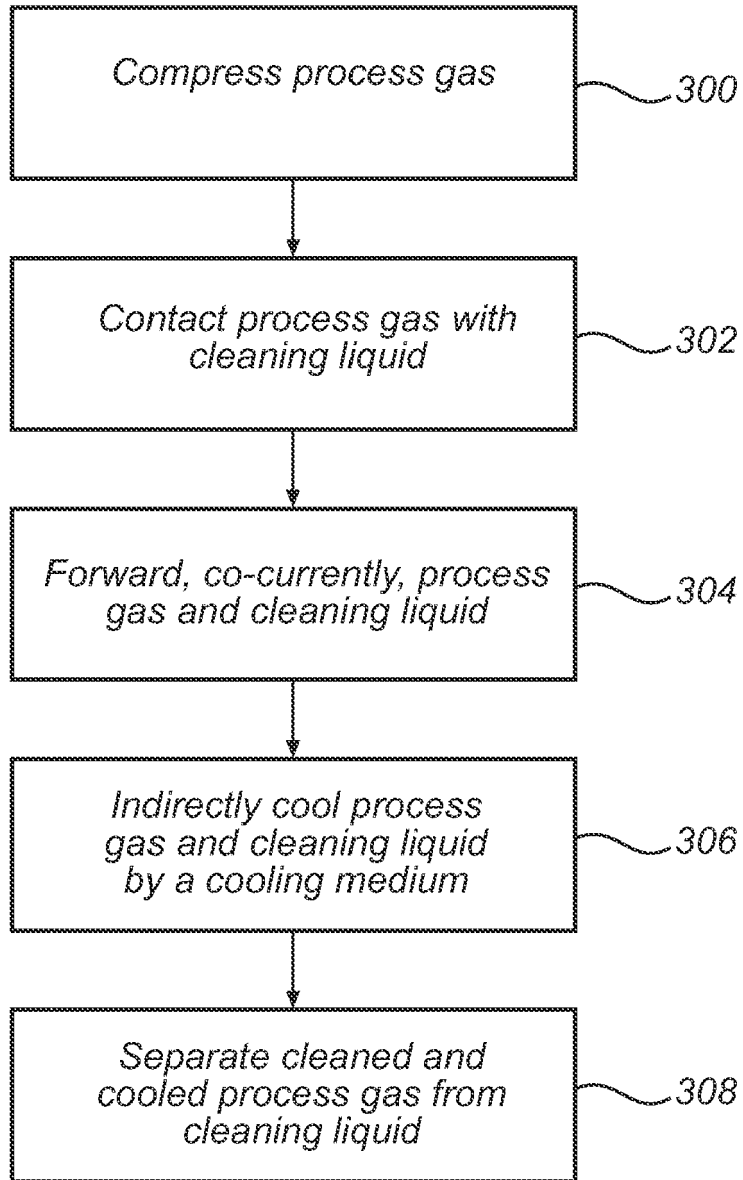 Compress process gas
300
Contact process gas with
cleaning liquid
302
Forward, co-currently, process
gas and cleaning liquid
304
Indirectly cool process
gas and cleaning liquid
by a cooling medium
306
Separate cleaned and
cooled process gas from
cleaning liquid
308